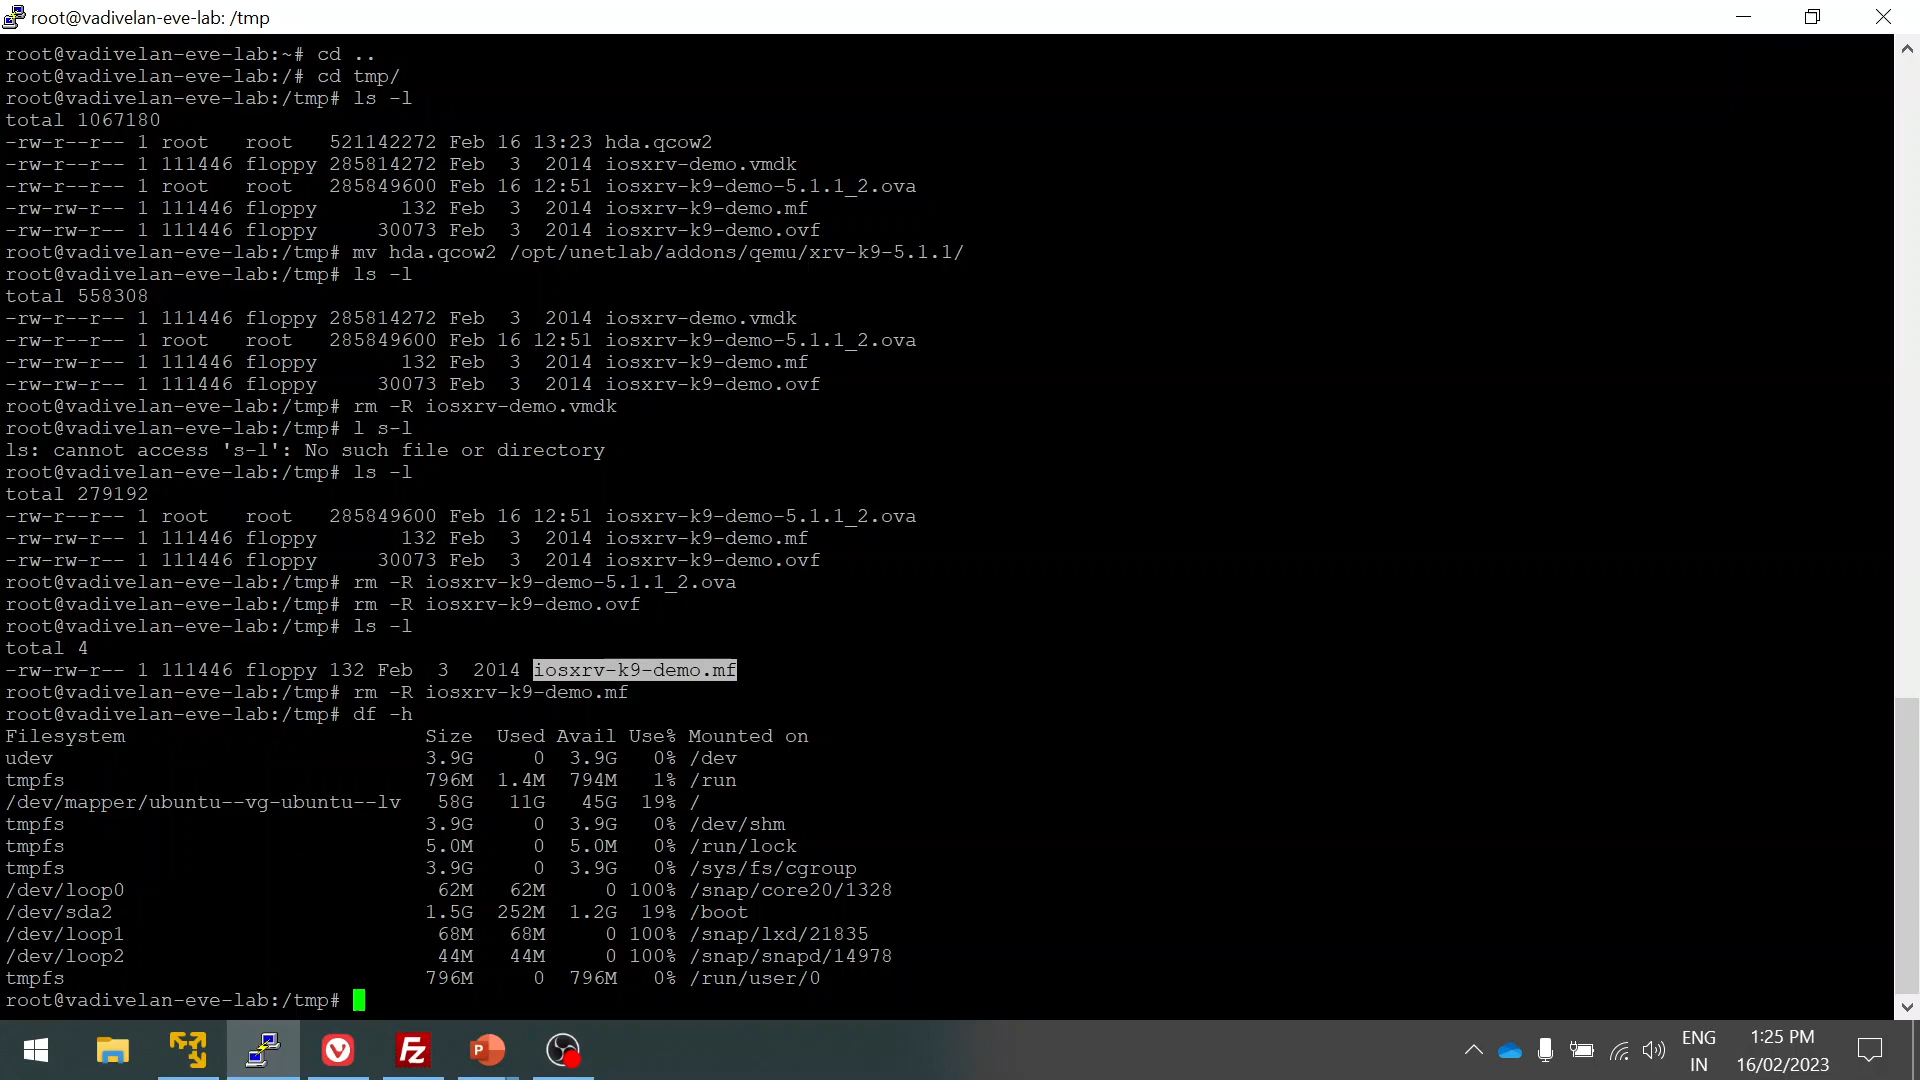 root@vadivelan-eve-lab: /tmp
root@vadivelan-eve-lab:~# cd ..
root@vadivelan-eve-lab:/# cd tmp/
root@vadivelan-eve-lab:/tmp# ls -l
total 1067180
-rw-r--r-- 1 root   root   521142272 Feb 16 13:23 hda.qcow2
-rw-r--r-- 1 111446 floppy 285814272 Feb  3  2014 iosxrv-demo.vmdk
-rw-r--r-- 1 root   root   285849600 Feb 16 12:51 iosxrv-k9-demo-5.1.1_2.ova
-rw-rw-r-- 1 111446 floppy       132 Feb  3  2014 iosxrv-k9-demo.mf
-rw-rw-r-- 1 111446 floppy     30073 Feb  3  2014 iosxrv-k9-demo.ovf
root@vadivelan-eve-lab:/tmp# mv hda.qcow2 /opt/unetlab/addons/qemu/xrv-k9-5.1.1/
root@vadivelan-eve-lab:/tmp# ls -l
total 558308
-rw-r--r-- 1 111446 floppy 285814272 Feb  3  2014 iosxrv-demo.vmdk
-rw-r--r-- 1 root   root   285849600 Feb 16 12:51 iosxrv-k9-demo-5.1.1_2.ova
-rw-rw-r-- 1 111446 floppy       132 Feb  3  2014 iosxrv-k9-demo.mf
-rw-rw-r-- 1 111446 floppy     30073 Feb  3  2014 iosxrv-k9-demo.ovf
root@vadivelan-eve-lab:/tmp# rm -R iosxrv-demo.vmdk
root@vadivelan-eve-lab:/tmp# l s-l
ls: cannot access 's-l': No such file or directory
root@vadivelan-eve-lab:/tmp# ls -l
total 279192
-rw-r--r-- 1 root   root   285849600 Feb 16 12:51 iosxrv-k9-demo-5.1.1_2.ova
-rw-rw-r-- 1 111446 floppy       132 Feb  3  2014 iosxrv-k9-demo.mf
-rw-rw-r-- 1 111446 floppy     30073 Feb  3  2014 iosxrv-k9-demo.ovf
root@vadivelan-eve-lab:/tmp# rm -R iosxrv-k9-demo-5.1.1_2.ova
root@vadivelan-eve-lab:/tmp# rm -R iosxrv-k9-demo.ovf
root@vadivelan-eve-lab:/tmp# ls -l
total 4
-rw-rw-r-- 1 111446 floppy 132 Feb  3  2014 iosxrv-k9-demo.mf
root@vadivelan-eve-lab:/tmp# rm -R iosxrv-k9-demo.mf
root@vadivelan-eve-lab:/tmp# df -h
Filesystem                         Size  Used Avail Use% Mounted on
udev                               3.9G     0  3.9G   0% /dev
tmpfs                              796M  1.4M  794M   1% /run
/dev/mapper/ubuntu--vg-ubuntu--lv   58G   11G   45G  19% /
tmpfs                              3.9G     0  3.9G   0% /dev/shm
tmpfs                              5.0M     0  5.0M   0% /run/lock
tmpfs                              3.9G     0  3.9G   0% /sys/fs/cgroup
/dev/loop0                          62M   62M     0 100% /snap/core20/1328
/dev/sda2                          1.5G  252M  1.2G  19% /boot
/dev/loop1                          68M   68M     0 100% /snap/lxd/21835
/dev/loop2                          44M   44M     0 100% /snap/snapd/14978
tmpfs                              796M     0  796M   0% /run/user/0
root@vadivelan-eve-lab:/tmp#
Fz
P
ENG
IN
1:25 PM
16/02/2023